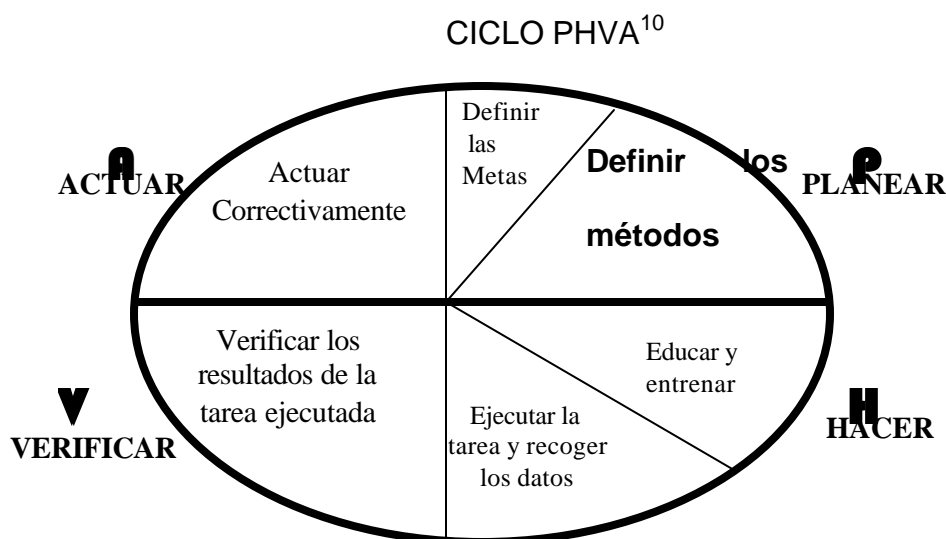 CICLO PHVA10
Definir
las
Metas
Definir los
métodos
P
PLANEAR
A
ACTUAR
Actuar
Correctivamente
Educar y
entrenar
H
HACER
Ejecutar la
tarea y recoger
los datos
Verificar los
resultados de la
tarea ejecutada
V
VERIFICAR